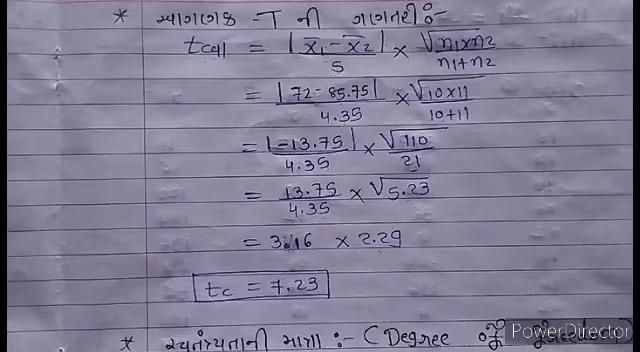 * આગણક -T ની ગણતરી :-
tcal = |x̄₁ - x̄₂| / S × √n₁×n₂ / n₁+n₂
= |72 - 85.75| / 4.35 × √10×11 / 10+11
= |-13.75| / 4.35 × √110 / 21
= 13.75 / 4.35 × √5.23
= 3.16 × 2.29
tc = 7.23
* સ્વતંત્રતાની માત્રા :- (Degree of
PowerDirector